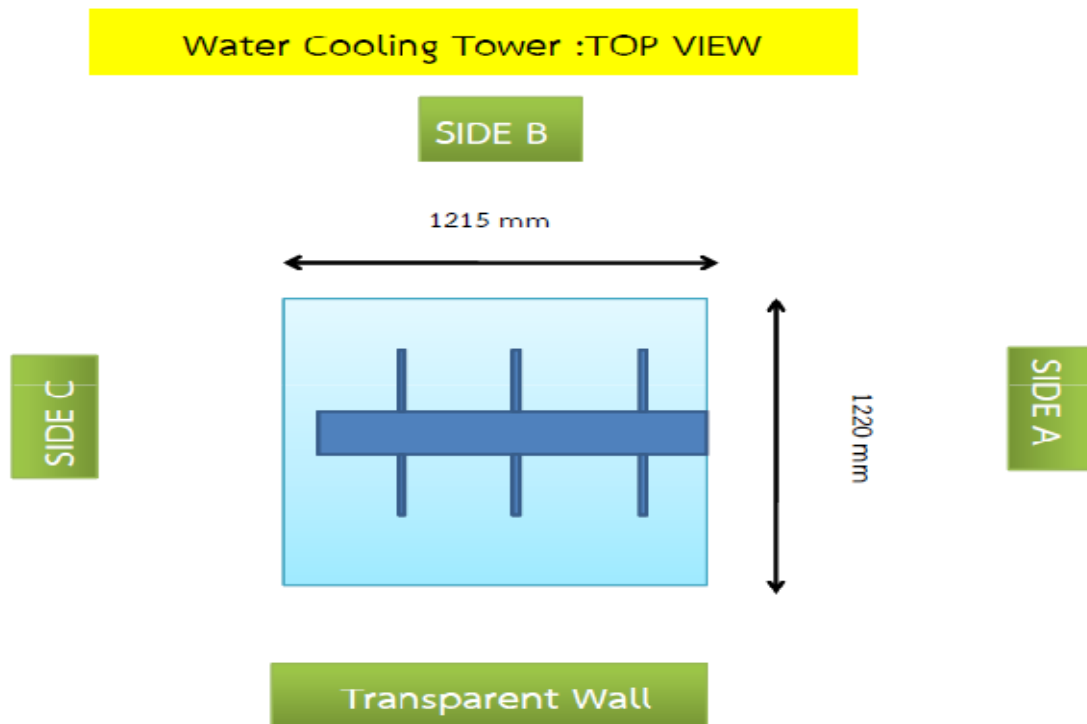 Water Cooling Tower :TOP VIEW
SIDE B
1215 mm
SIDE C
SIDE A
1220 mm
Transparent Wall